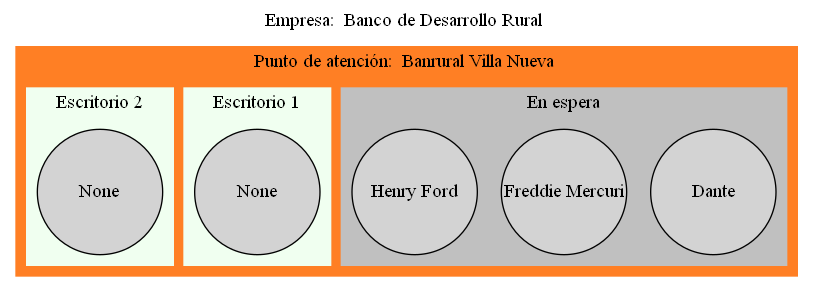 Empresa: Banco de Desarrollo Rural
Punto de atención: Banrural Villa Nueva
Escritorio 2
Escritorio 1
En espera
None
None
Henry Ford
Freddie Mercuri
Dante